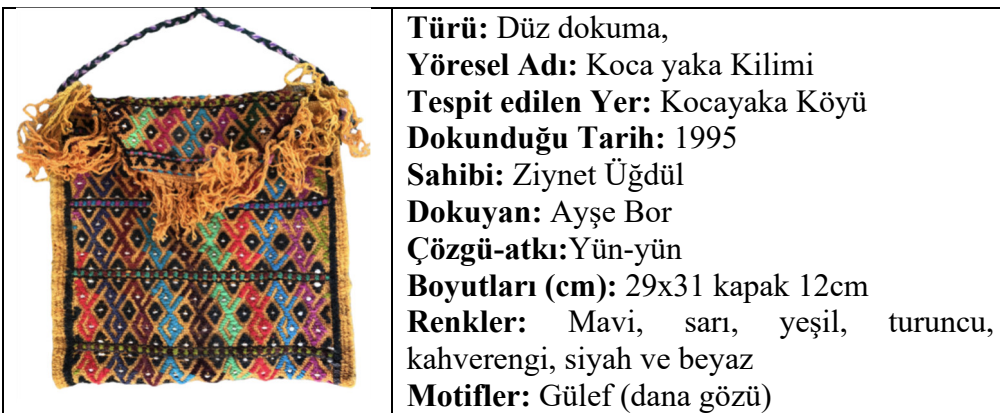 Türü: Düz dokuma,
Yöresel Adı: Koca yaka Kilimi
Tespit edilen Yer: Kocayaka Köyü
Dokunduğu Tarih: 1995
Sahibi: Ziynet Üğdül
Dokuyan: Ayşe Bor
Çözgü-atkı:Yün-yün
Boyutları (cm): 29x31 kapak 12cm
Renkler: Mavi, sarı, yeşil, turuncu,
kahverengi, siyah ve beyaz
Motifler: Gülef (dana gözü)